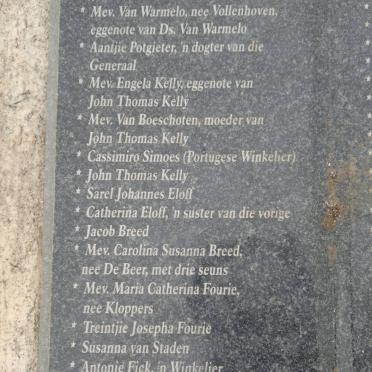 * Mev. Van Warmelo, nee Vollenhoven,
eggenote van Ds. Van Warmelo
* Aantjie Potgieter, 'n dogter van die
Generaal
* Mev. Engela Kelly, eggenote van
John Thomas Kelly
* Mev. Van Boeschoten, moeder van
John Thomas Kelly
* Cassimiro Simoes (Portugese Winkelier)
* John Thomas Kelly
* Sarel Johannes Eloff
* Catherina Eloff, 'n suster van die vorige
* Jacob Breed
* Mev. Carolina Susanna Breed,
nee De Beer, met drie seuns
* Mev. Maria Catherina Fourie,
nee Kloppers
* Treintjie Josepha Fourie
* Susanna van Staden
* Antonie Fick, 'n Winkelier